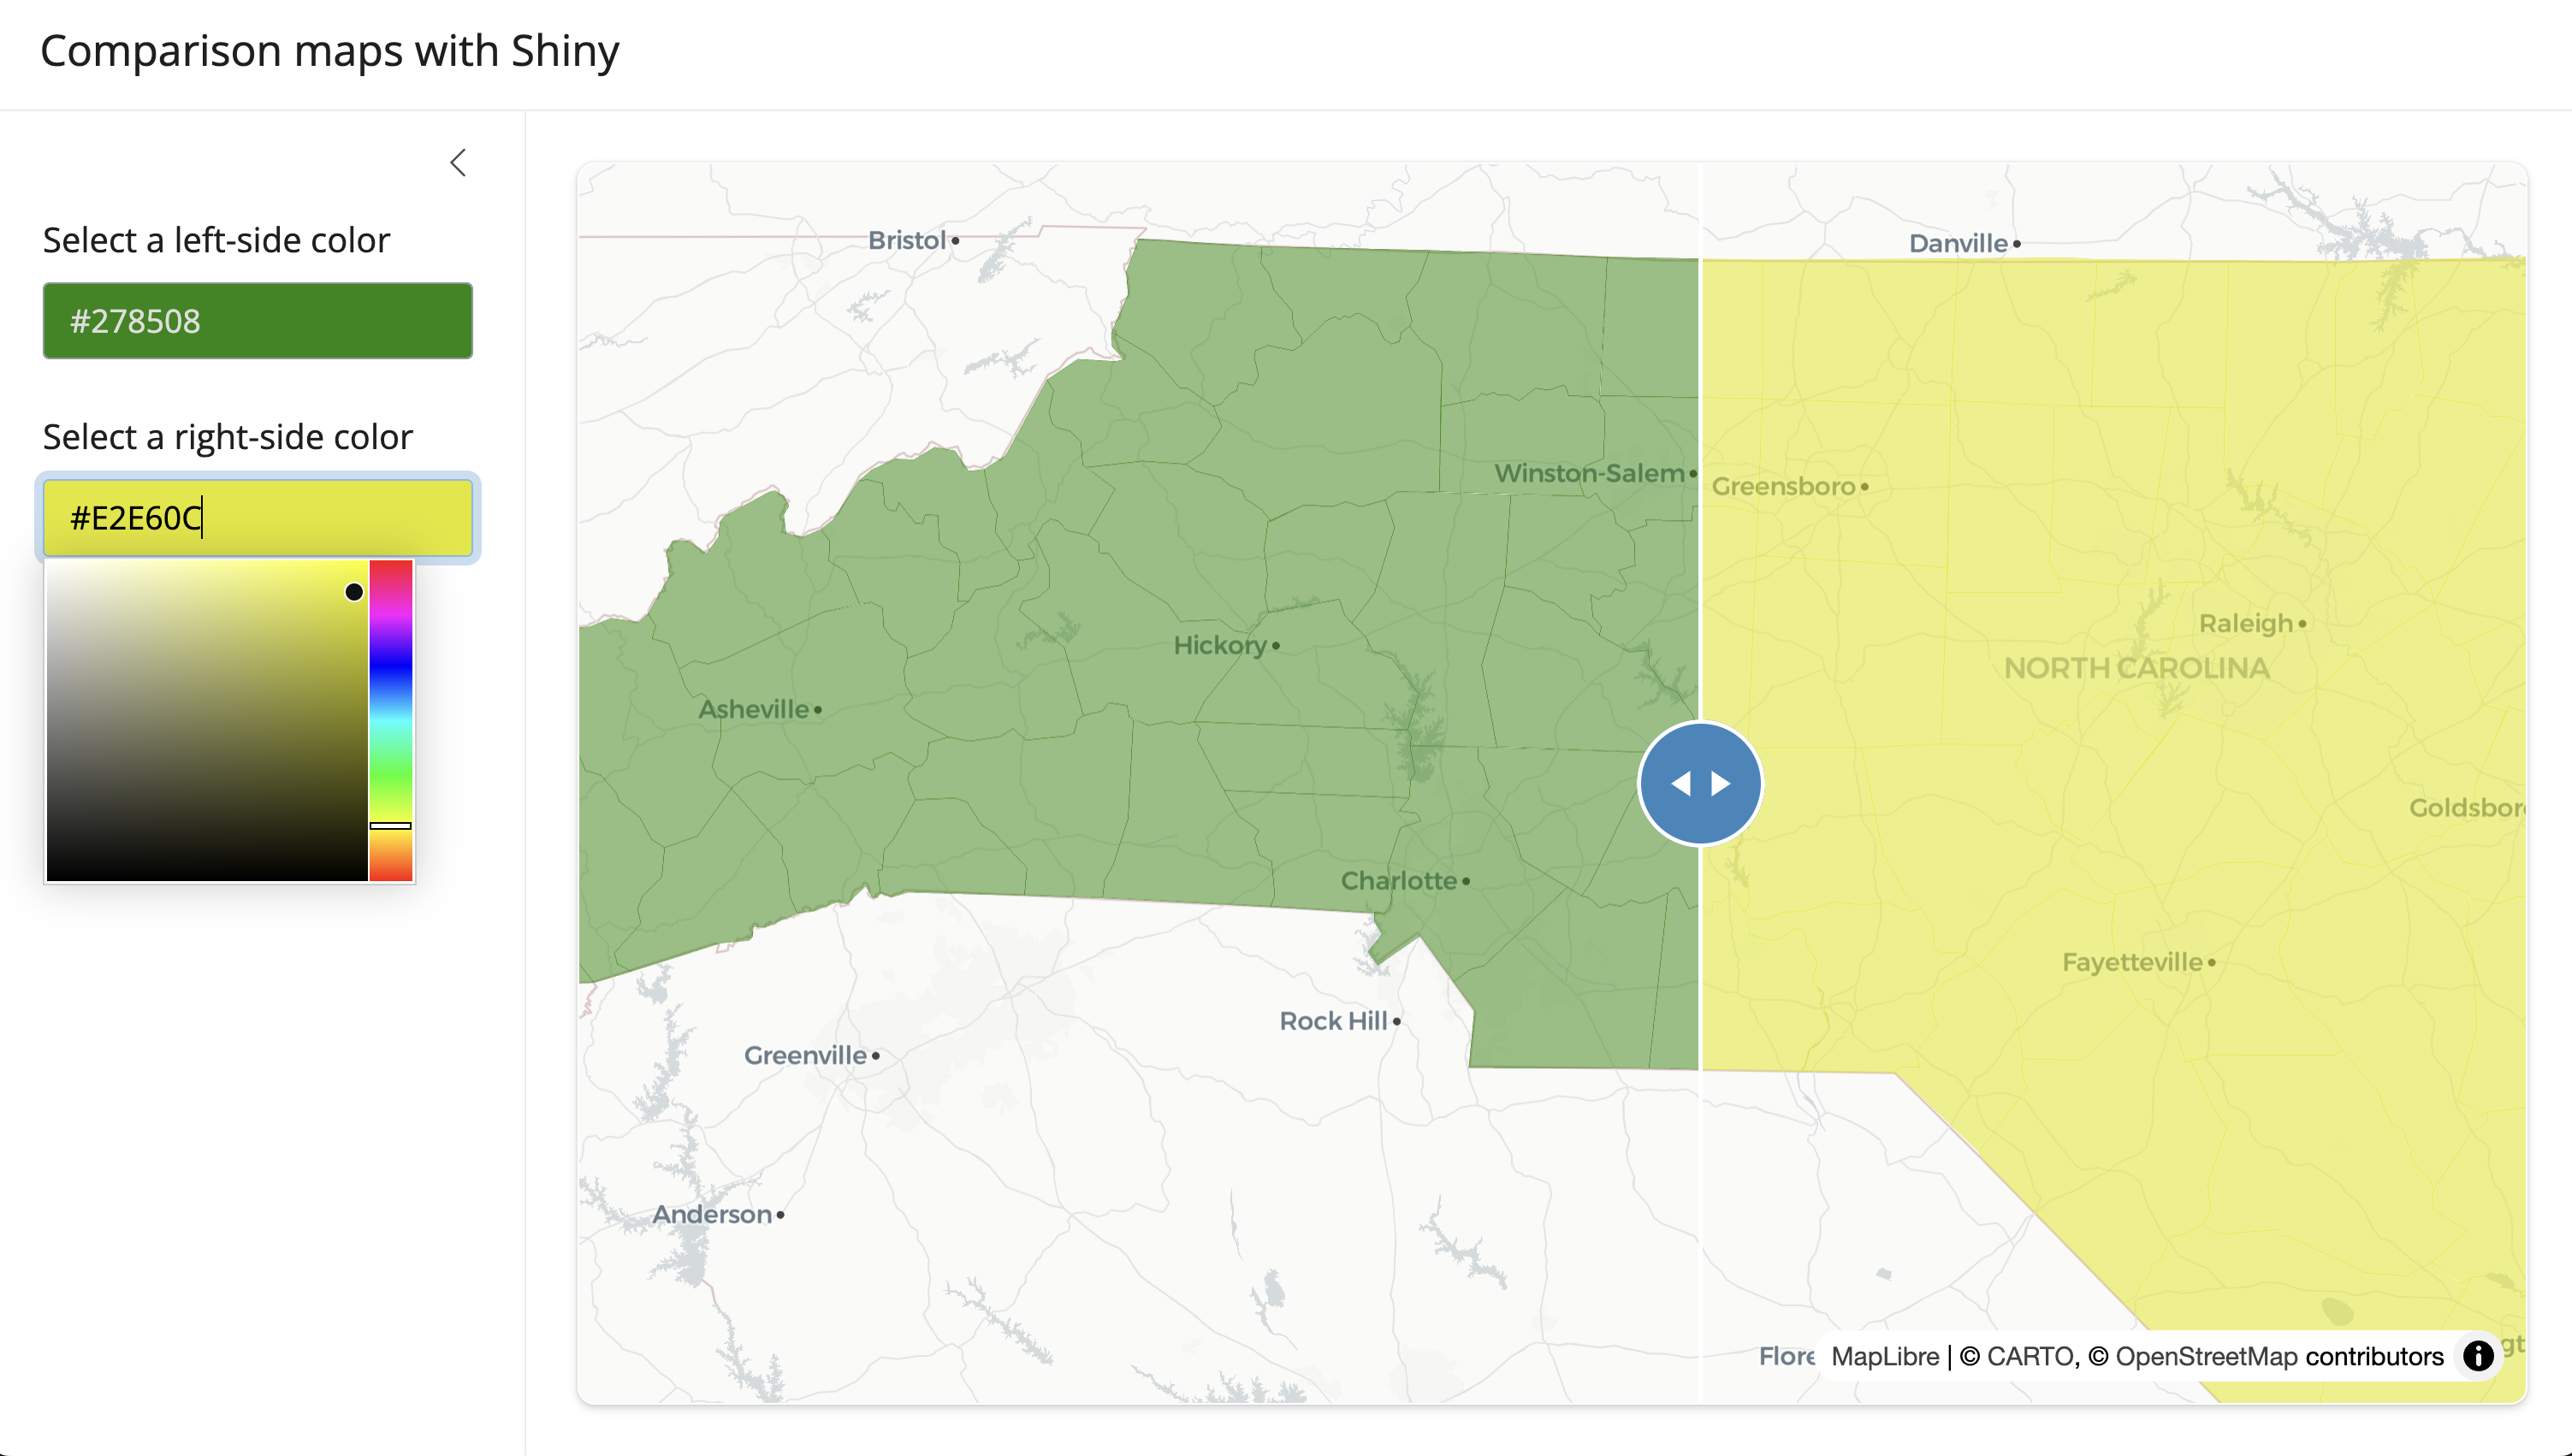 Comparison maps with Shiny
Select a left-side color
#278508
Select a right-side color
#E2E60C
Bristol
Danville
Winston-Salem
Greensboro
Raleigh
Hickory
NORTH CAROLINA
Asheville
Goldsbor
Charlotte
Fayetteville
Rock Hill
Greenville
Anderson
Flore
MapLibre | © CARTO, © OpenStreetMap contributors
gt